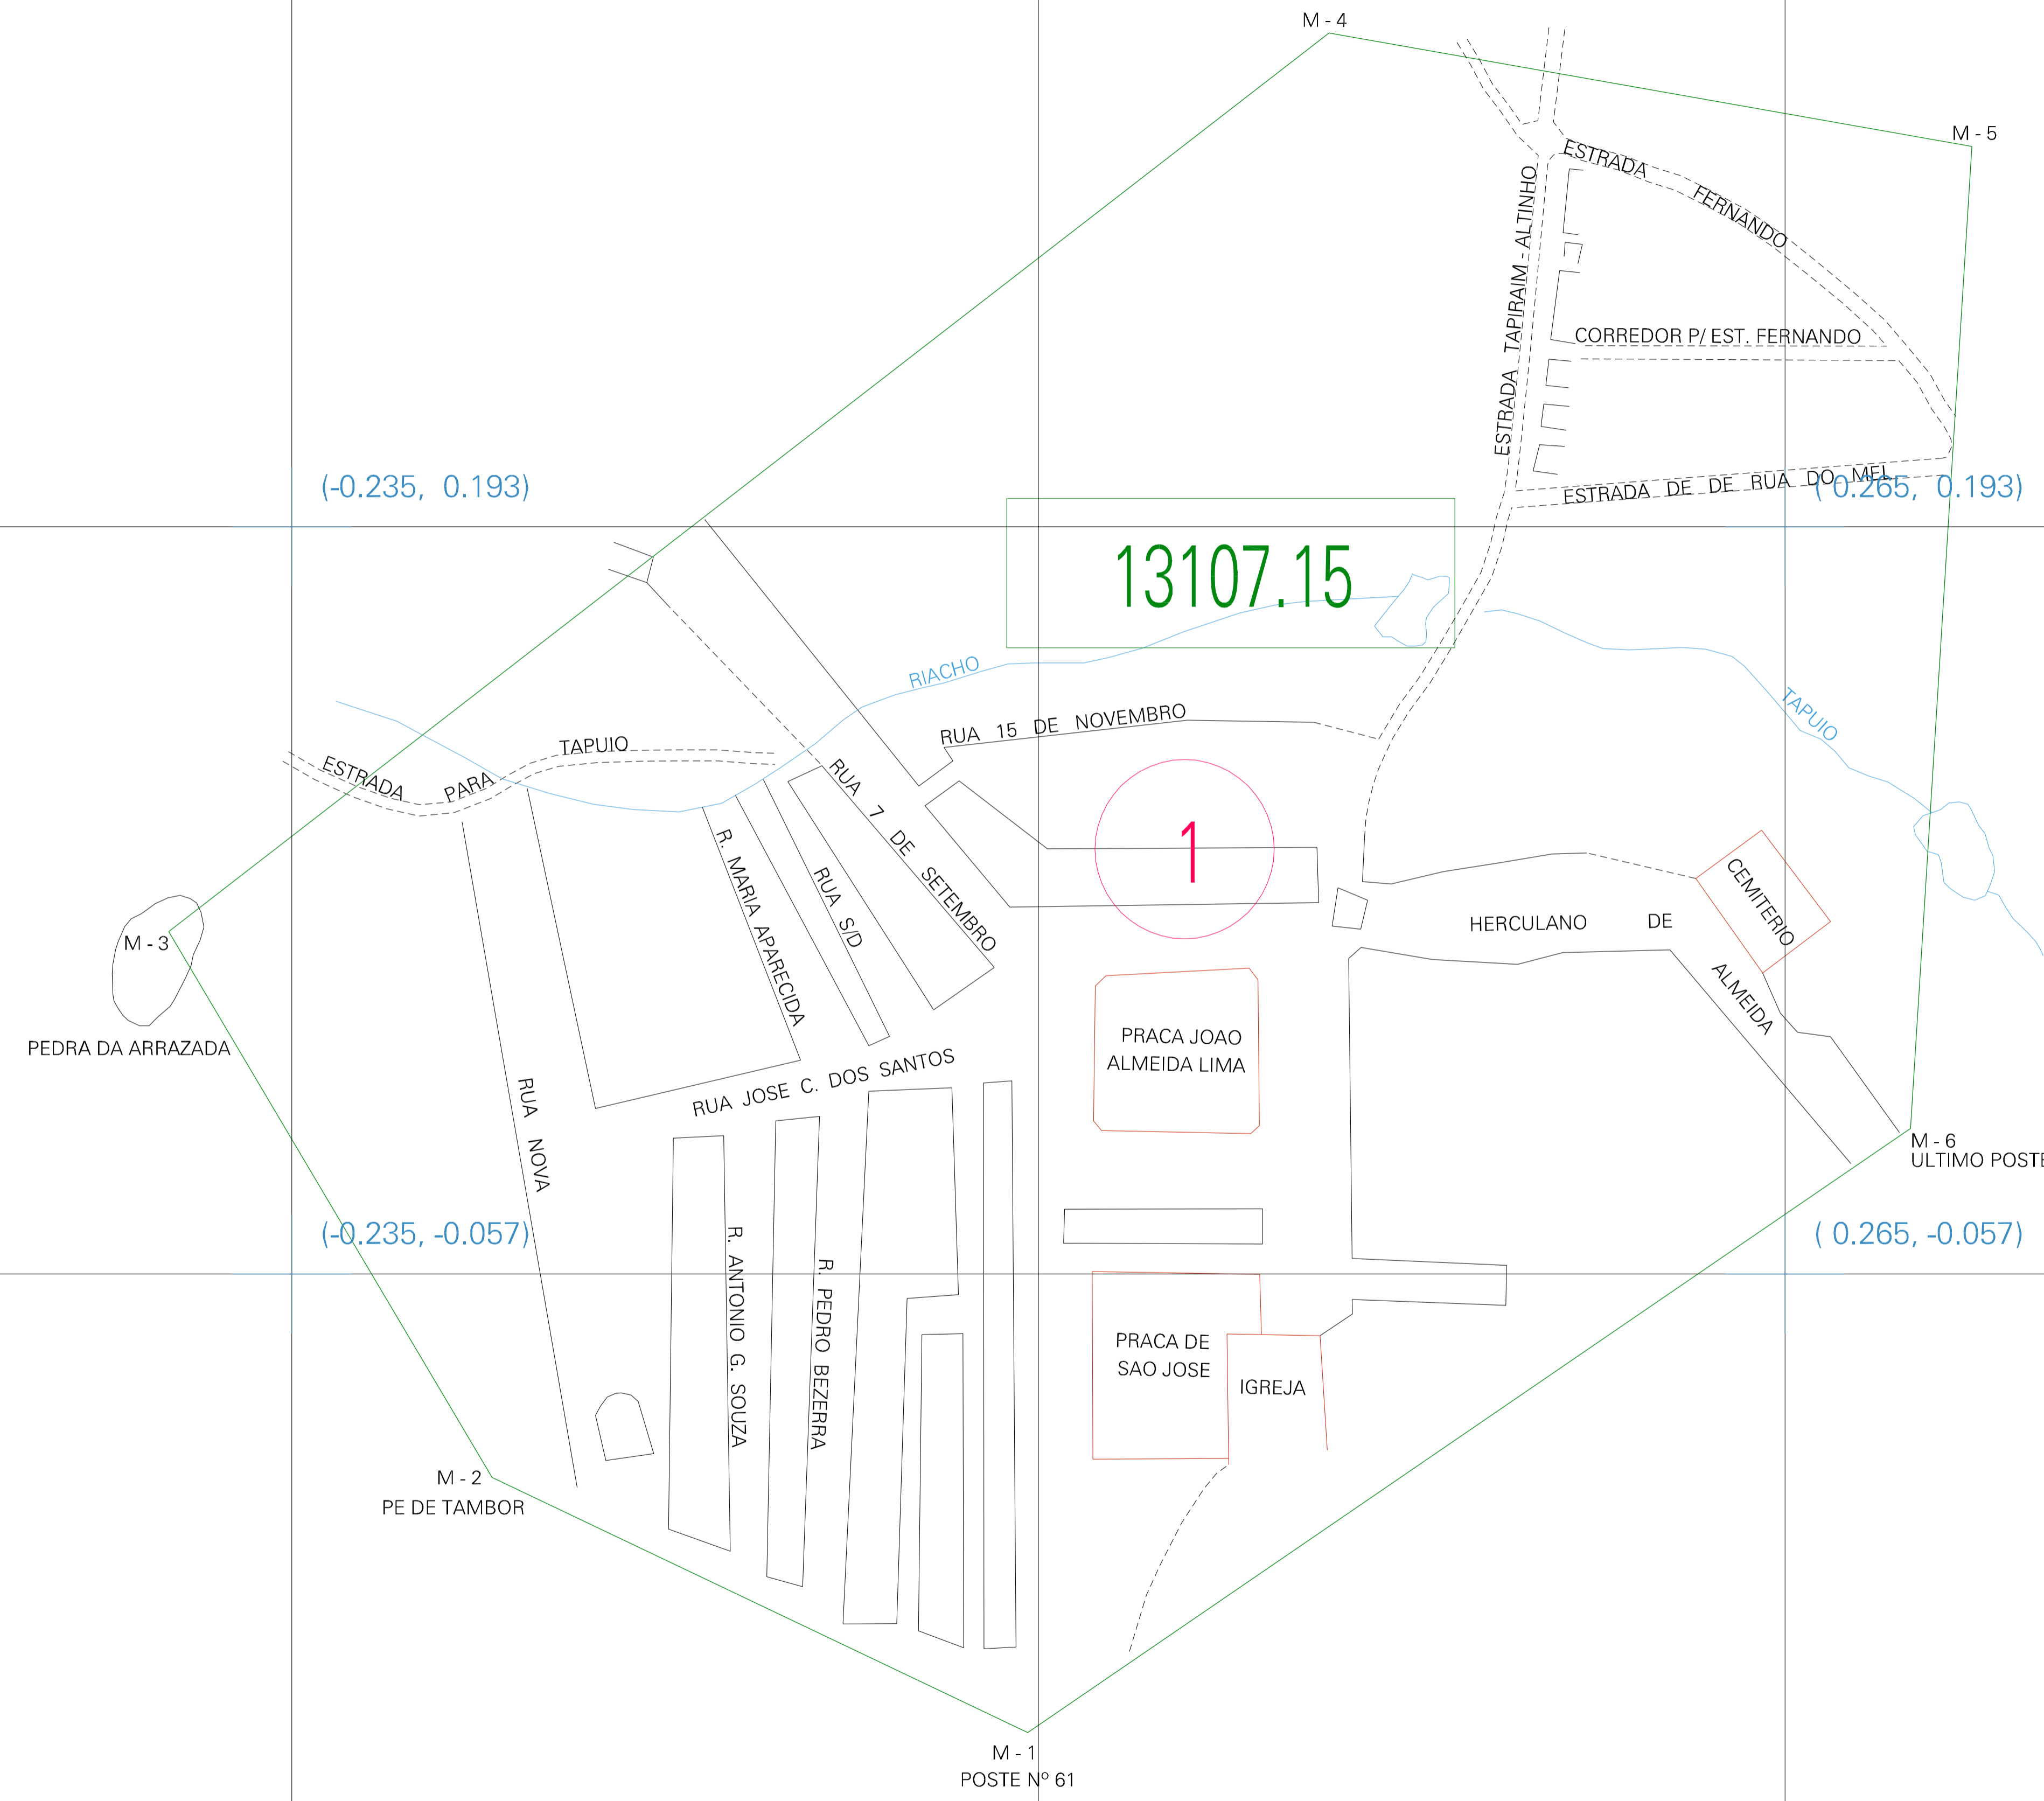 M - 4
M - 5
ESTRADA FERNANDO
ESTRADA TAPIRAIM - ALTINHO
CORREDOR P/ EST. FERNANDO
ESTRADA DE DE RUA DO MEL
(-0.235, 0.193)
( 0.265, 0.193)
13107.15
RIACHO
TAPUIO
RUA 15 DE NOVEMBRO
ESTRADA PARA TAPUIO
RUA 7 DE SETEMBRO
R. MARIA APARECIDA
RUA S/D
1
CEMITERIO
HERCULANO DE ALMEIDA
M - 3
PEDRA DA ARRAZADA
PRACA JOAO
ALMEIDA LIMA
RUA JOSE C. DOS SANTOS
RUA NOVA
M - 6
ULTIMO POSTE
(-0.235, -0.057)
( 0.265, -0.057)
R. ANTONIO G. SOUZA
R. PEDRO BEZERRA
PRACA DE
SAO JOSE
IGREJA
M - 2
PE DE TAMBOR
M - 1
POSTE Nº 61